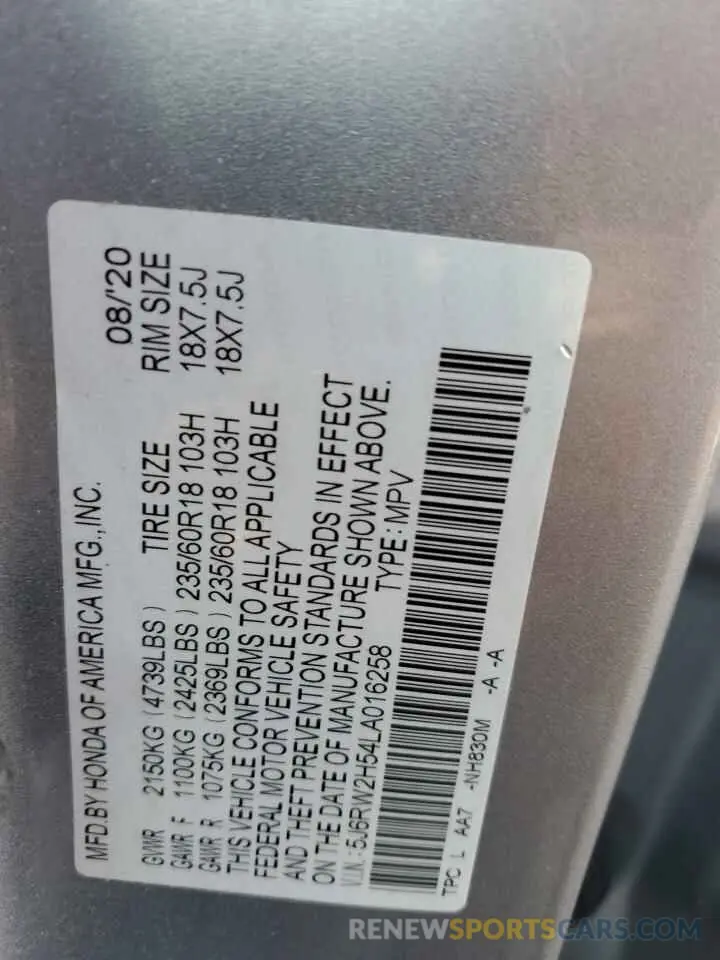 MFD.BY HONDA OF AMERICA MFG.,INC. 08/'20
GVWR 2150KG (4739LBS) TIRE SIZE RIM SIZE
GAWR F 1100KG (2425LBS) 235/60R18 103H 18X7.5J
GAWR R 1075KG (2369LBS) 235/60R18 103H 18X7.5J
THIS VEHICLE CONFORMS TO ALL APPLICABLE
FEDERAL MOTOR VEHICLE SAFETY
AND THEFT PREVENTION STANDARDS IN EFFECT
ON THE DATE OF MANUFACTURE SHOWN ABOVE.
V.I.N.: 5J6RW2H54LA016258 TYPE: MPV
TPC L AA7 -NH830M -A -A
RENEWSPORTSCARS.COM